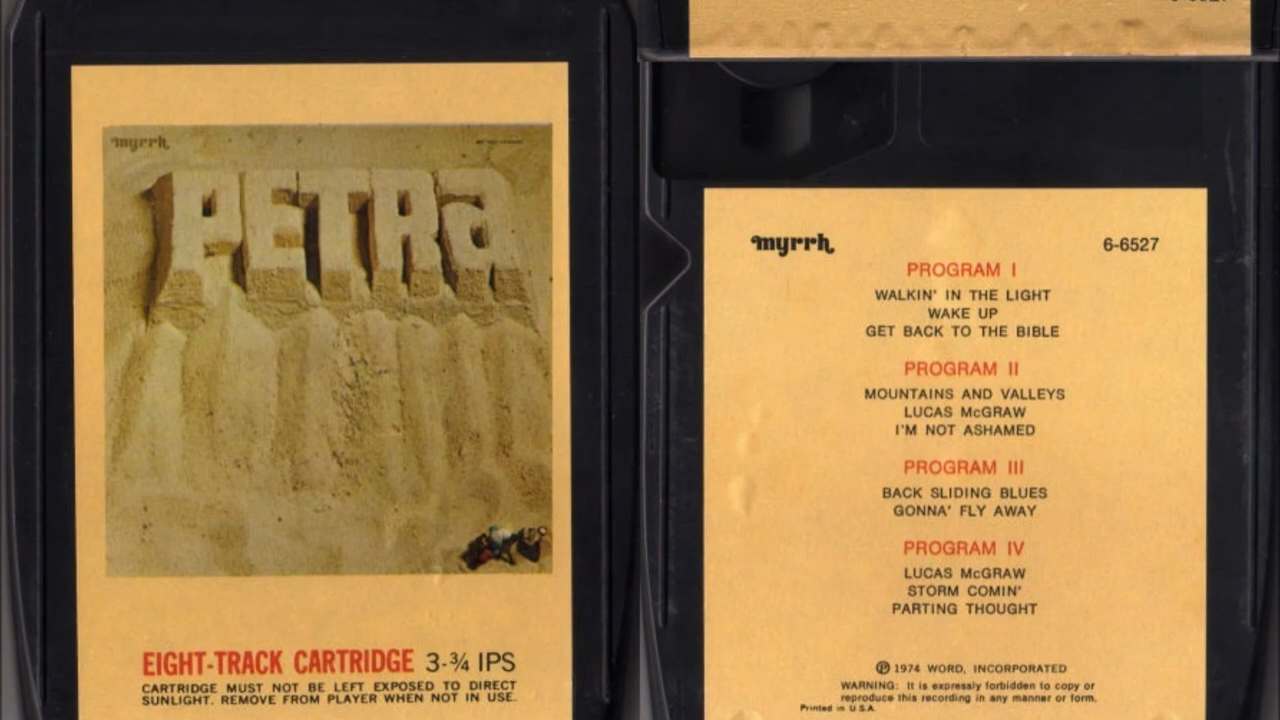 myrrh
PETRa
EIGHT-TRACK CARTRIDGE 3-¾ IPS
CARTRIDGE MUST NOT BE LEFT EXPOSED TO DIRECT
SUNLIGHT. REMOVE FROM PLAYER WHEN NOT IN USE.
myrrh 6-6527
PROGRAM I
WALKIN' IN THE LIGHT
WAKE UP
GET BACK TO THE BIBLE
PROGRAM II
MOUNTAINS AND VALLEYS
LUCAS McGRAW
I'M NOT ASHAMED
PROGRAM III
BACK SLIDING BLUES
GONNA' FLY AWAY
PROGRAM IV
LUCAS McGRAW
STORM COMIN'
PARTING THOUGHT
℗ 1974 WORD, INCORPORATED
WARNING: It is expressly forbidden to copy or
reproduce this recording in any manner or form.
Printed in U.S.A.